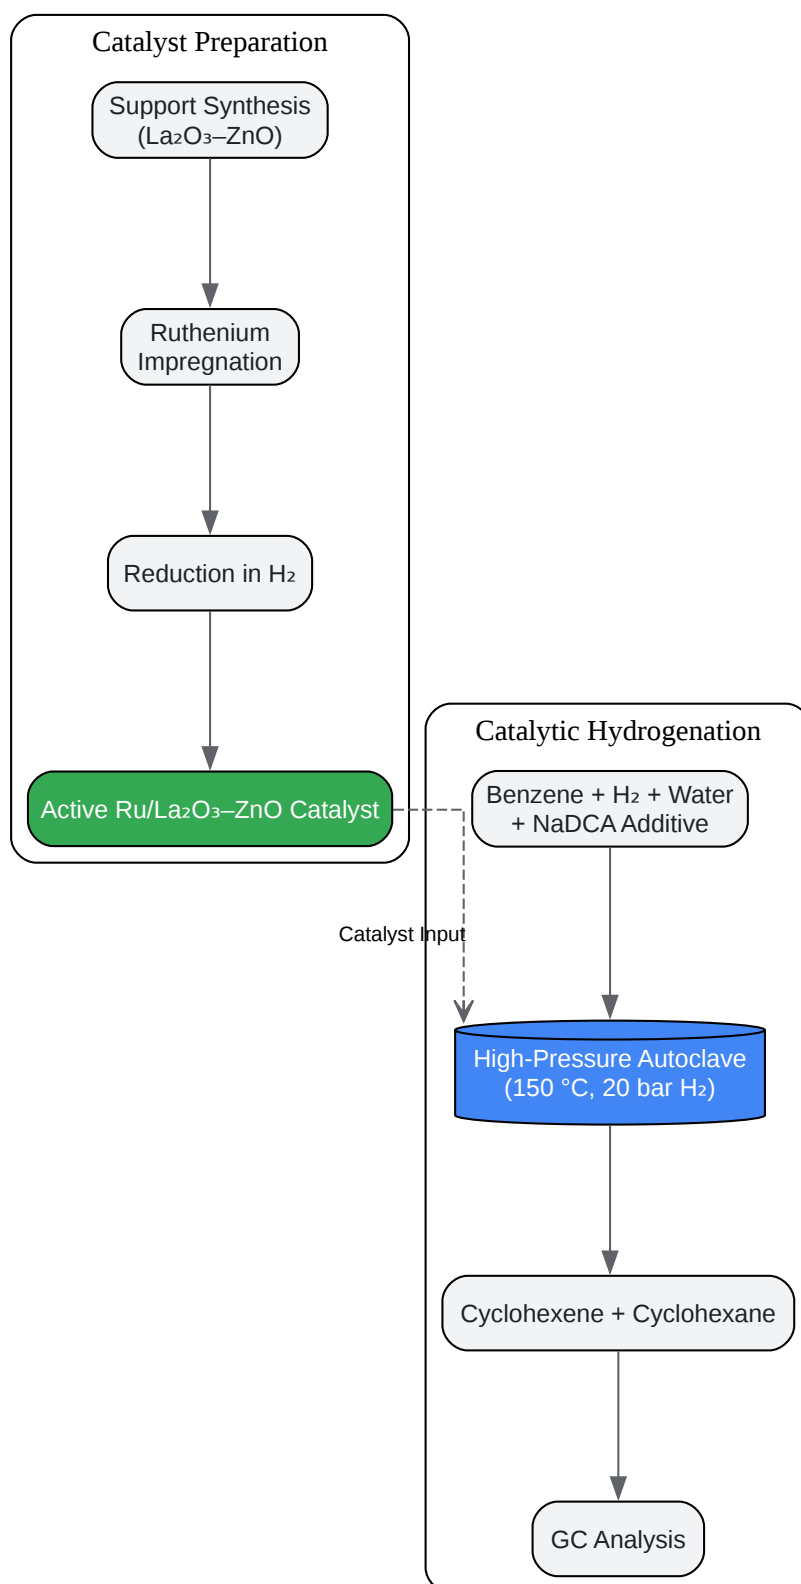 Catalyst Preparation
Support Synthesis
(La₂O₃–ZnO)
Ruthenium
Impregnation
Reduction in H₂
Active Ru/La₂O₃–ZnO Catalyst
Catalyst Input
Catalytic Hydrogenation
Benzene + H₂ + Water
+ NaDCA Additive
High-Pressure Autoclave
(150 °C, 20 bar H₂)
Cyclohexene + Cyclohexane
GC Analysis